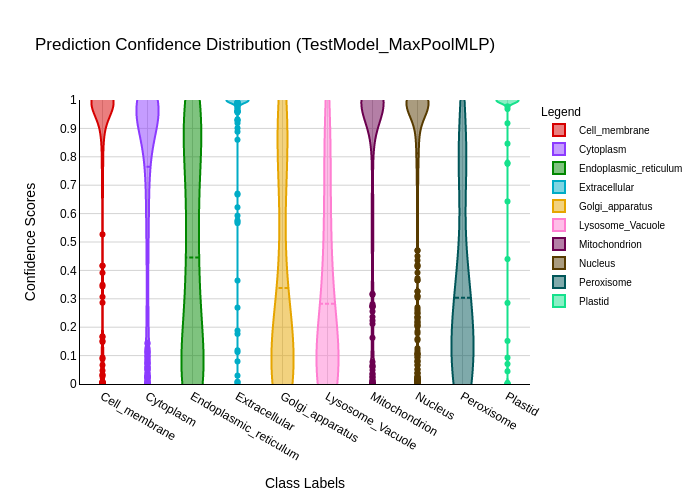 Prediction Confidence Distribution (TestModel_MaxPoolMLP)
Confidence Scores
1
0.9
0.8
0.7
0.6
0.5
0.4
0.3
0.2
0.1
0
Cell_membrane
Cytoplasm
Endoplasmic_reticulum
Extracellular
Golgi_apparatus
Lysosome_Vacuole
Mitochondrion
Nucleus
Peroxisome
Plastid
Class Labels
Legend
Cell_membrane
Cytoplasm
Endoplasmic_reticulum
Extracellular
Golgi_apparatus
Lysosome_Vacuole
Mitochondrion
Nucleus
Peroxisome
Plastid